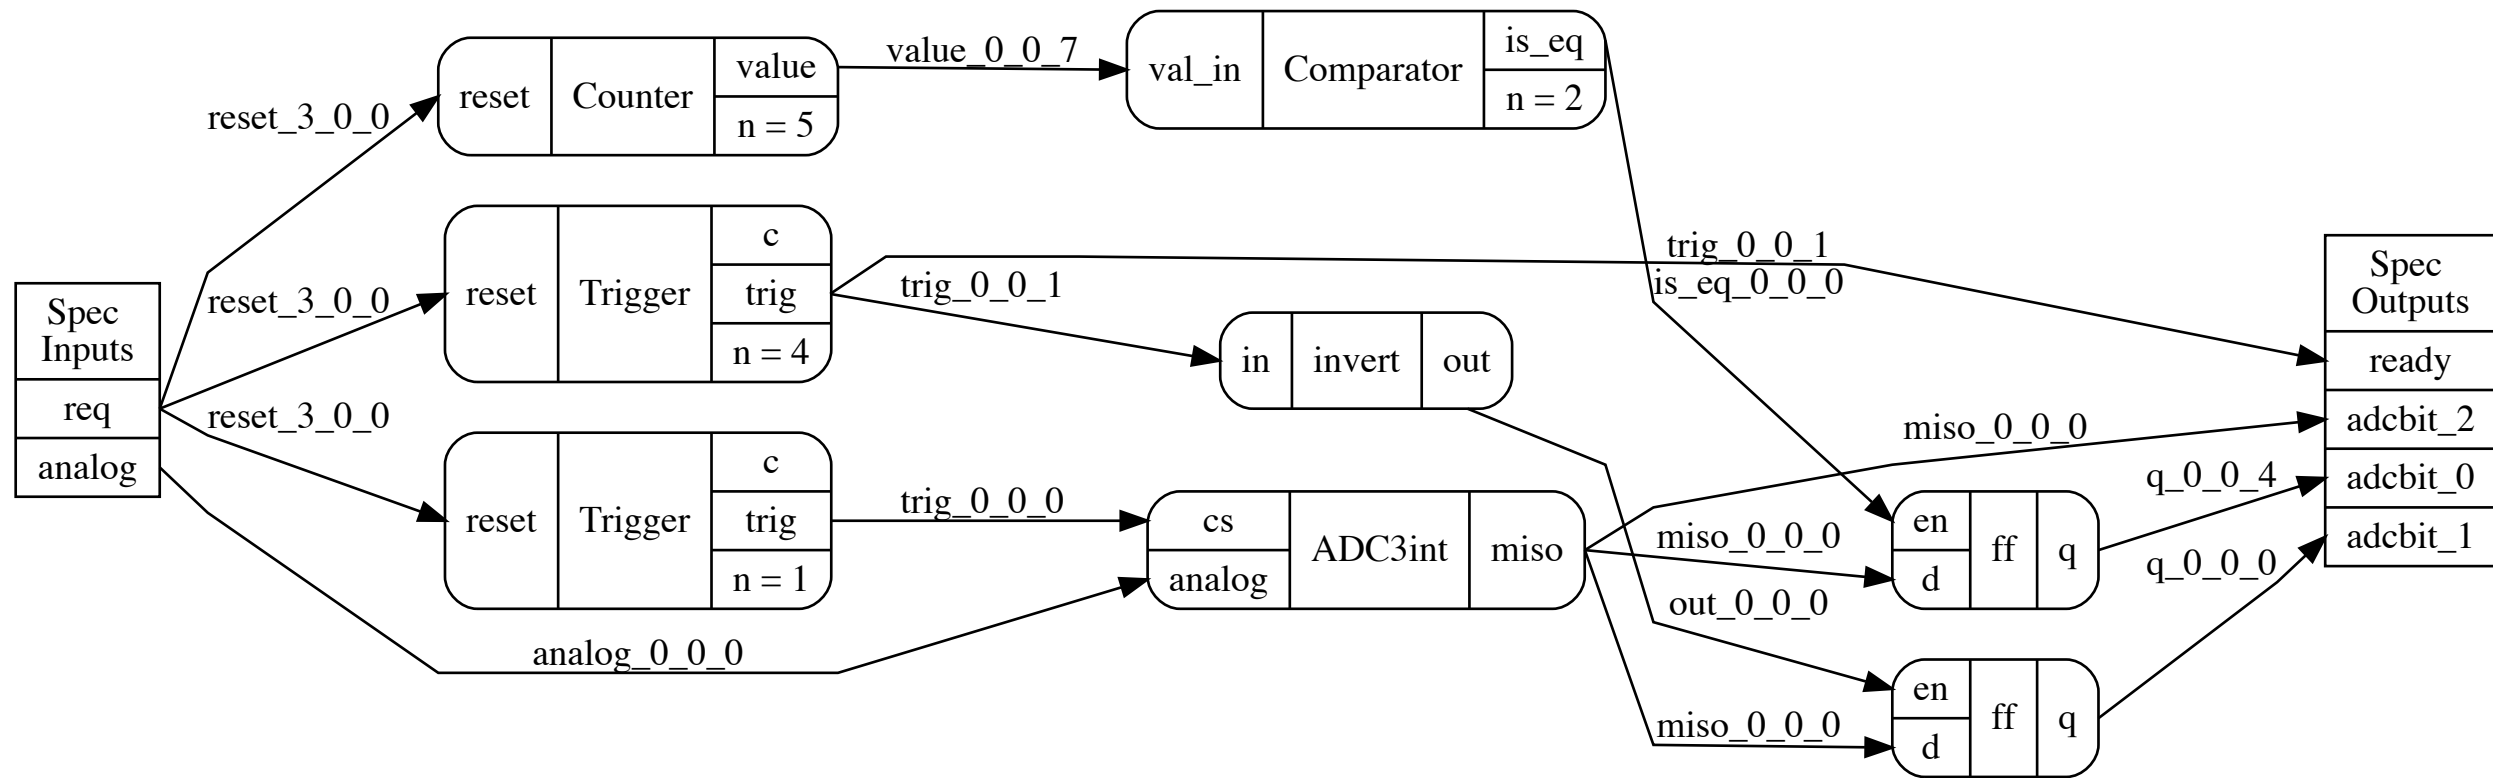 Spec
Inputs
req
analog
reset_3_0_0
reset_3_0_0
reset_3_0_0
analog_0_0_0
reset
Counter
value
n = 5
reset
Trigger
c
trig
n = 4
reset
Trigger
c
trig
n = 1
value_0_0_7
trig_0_0_1
trig_0_0_0
val_in
Comparator
is_eq
n = 2
in
invert
out
cs
analog
ADC3int
miso
trig_0_0_1
is_eq_0_0_0
miso_0_0_0
miso_0_0_0
out_0_0_0
miso_0_0_0
en
d
ff
q
en
d
ff
q
q_0_0_4
q_0_0_0
Spec
Outputs
ready
adcbit_2
adcbit_0
adcbit_1